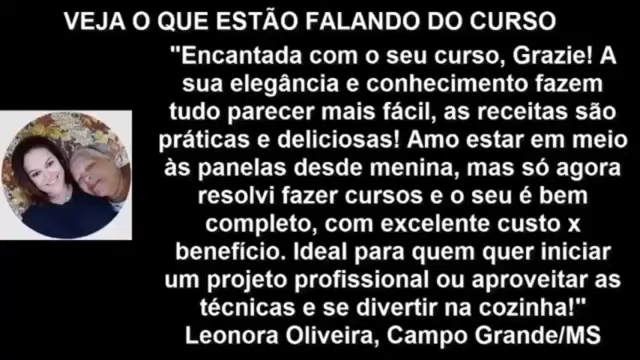 VEJA O QUE ESTÃO FALANDO DO CURSO
"Encantada com o seu curso, Grazie! A
sua elegância e conhecimento fazem
tudo parecer mais fácil, as receitas são
práticas e deliciosas! Amo estar em meio
às panelas desde menina, mas só agora
resolvi fazer cursos e o seu é bem
completo, com excelente custo x
benefício. Ideal para quem quer iniciar
um projeto profissional ou aproveitar as
técnicas e se divertir na cozinha!"
Leonora Oliveira, Campo Grande/MS